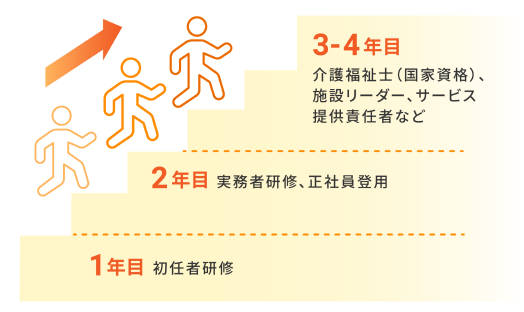 3-4年目
介護福祉士（国家資格）、
施設リーダー、サービス
提供責任者など
2年目 実務者研修、正社員登用
1年目 初任者研修